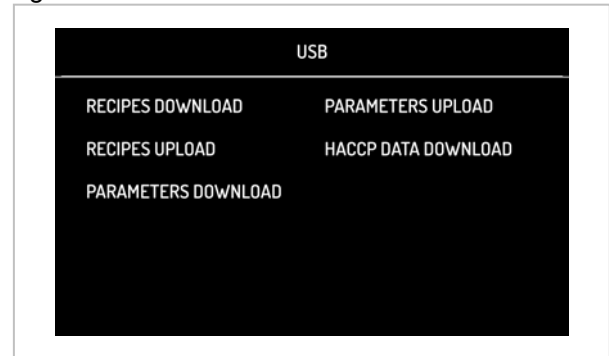 USB
RECIPES DOWNLOAD
PARAMETERS UPLOAD
RECIPES UPLOAD
HACCP DATA DOWNLOAD
PARAMETERS DOWNLOAD